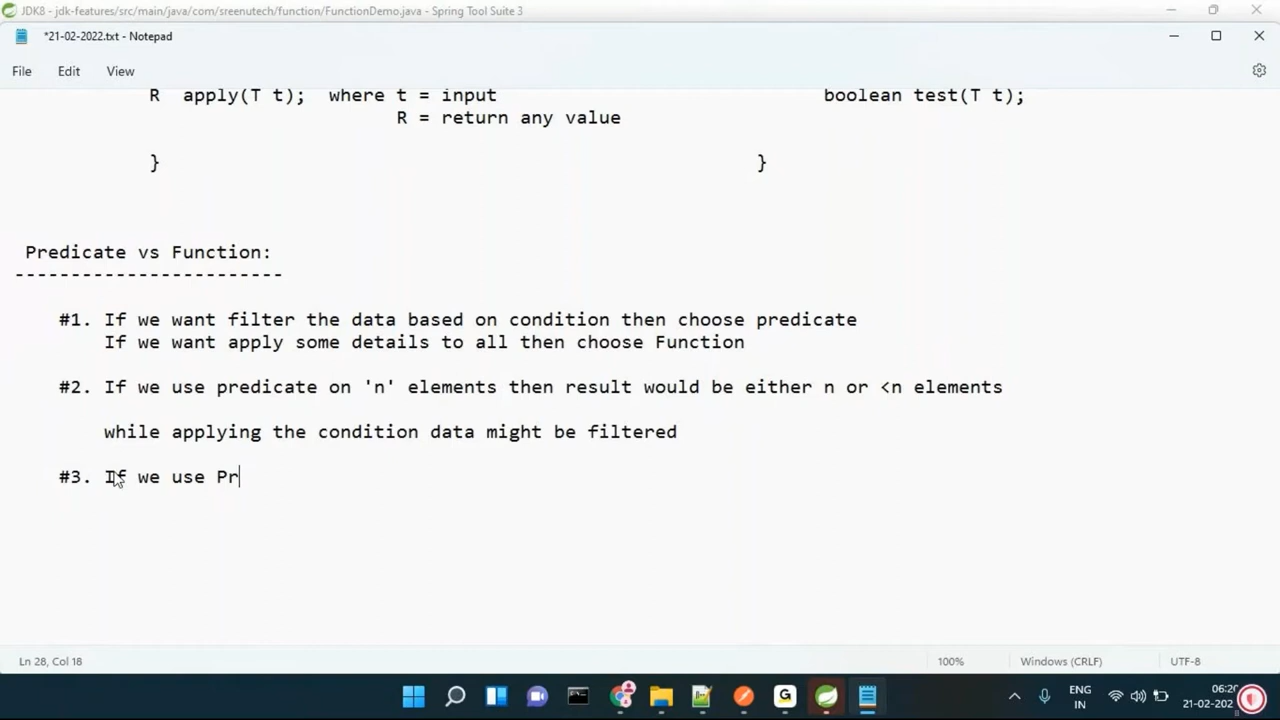 JDK8 - jdk-features/src/main/java/com/sreenutech/function/FunctionDemo.java - Spring Tool Suite 3
*21-02-2022.txt - Notepad
File Edit View
R apply(T t); where t = input boolean test(T t);
R = return any value
} }
Predicate vs Function:
------------------------
#1. If we want filter the data based on condition then choose predicate
If we want apply some details to all then choose Function
#2. If we use predicate on 'n' elements then result would be either n or <n elements
while applying the condition data might be filtered
#3. If we use Pr
Ln 28, Col 18 100% Windows (CRLF) UTF-8
ENG 06:20
IN 21-02-202